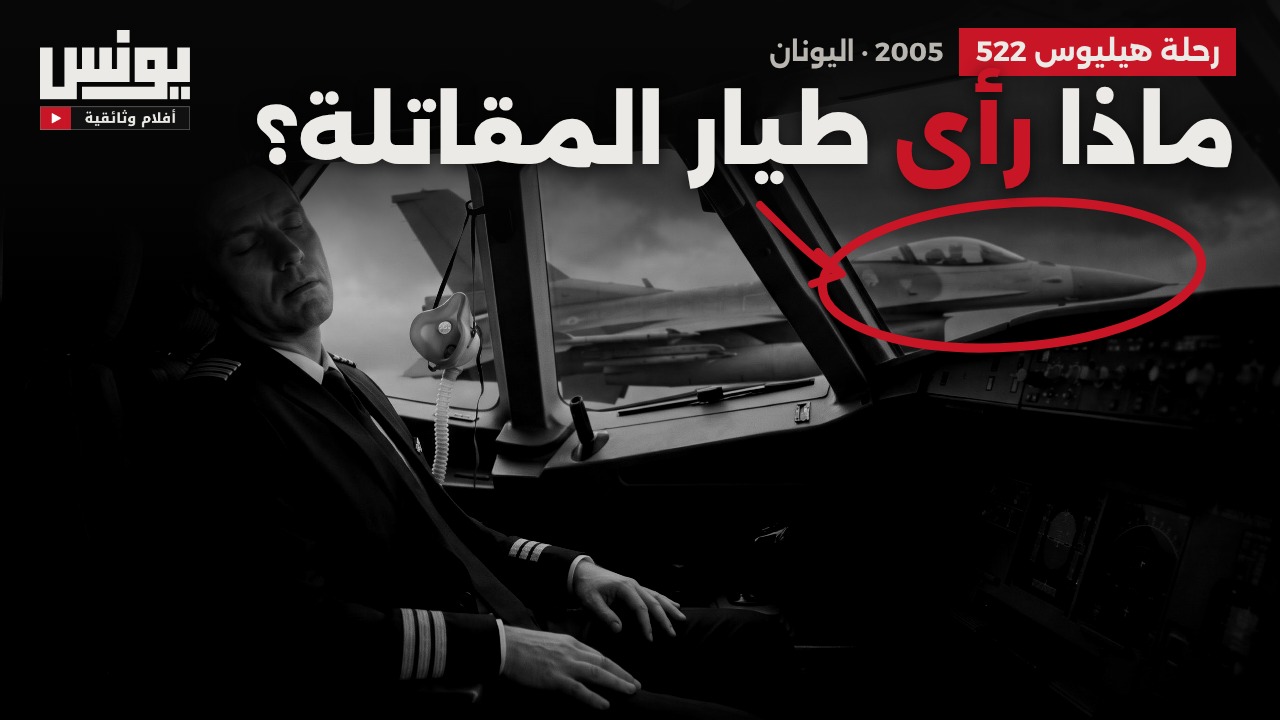 رحلة هيليوس 522
2005 · اليونان
ماذا رأى طيار المقاتلة؟
يونس
أفلام وثائقية